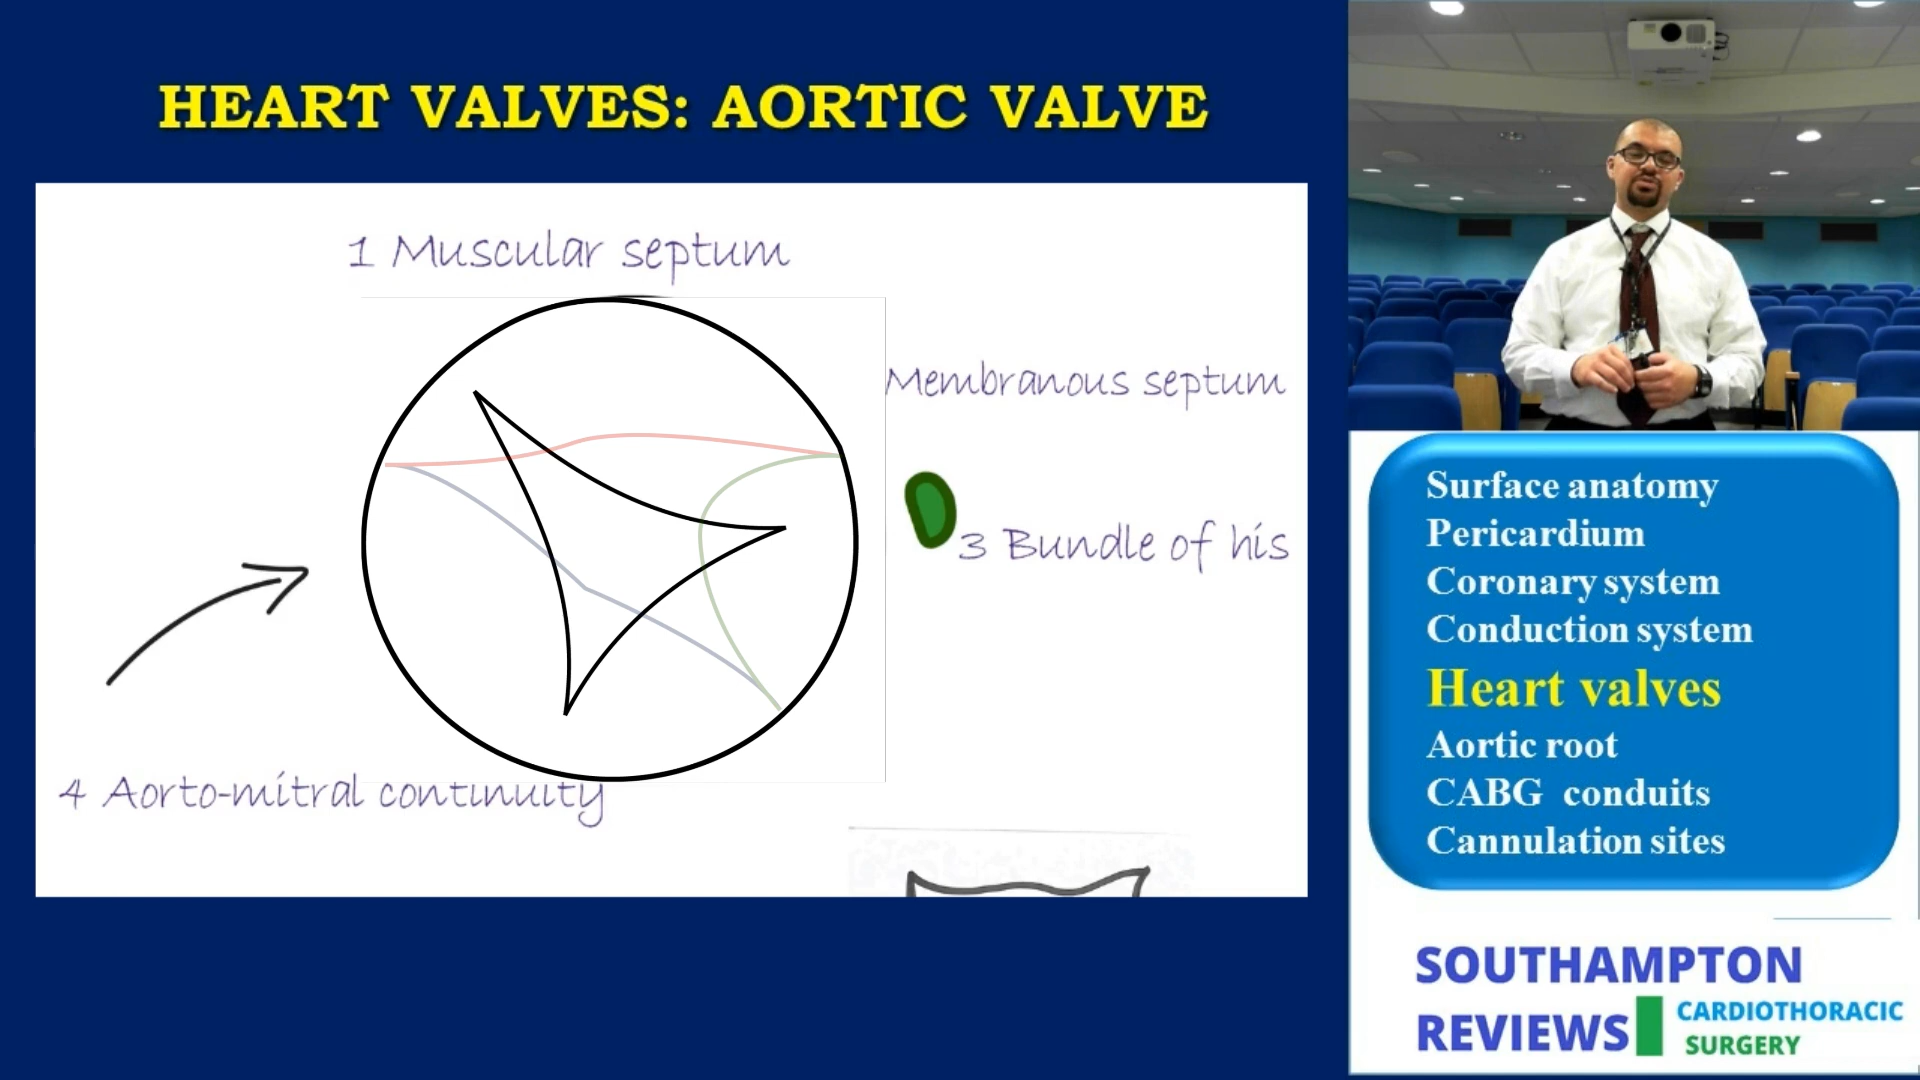 HEART VALVES: AORTIC VALVE
1 Muscular septum
Membranous septum
3 Bundle of his
4 Aorto-mitral continuity
Surface anatomy
Pericardium
Coronary system
Conduction system
Heart valves
Aortic root
CABG conduits
Cannulation sites
SOUTHAMPTON
REVIEWS
CARDIOTHORACIC
SURGERY